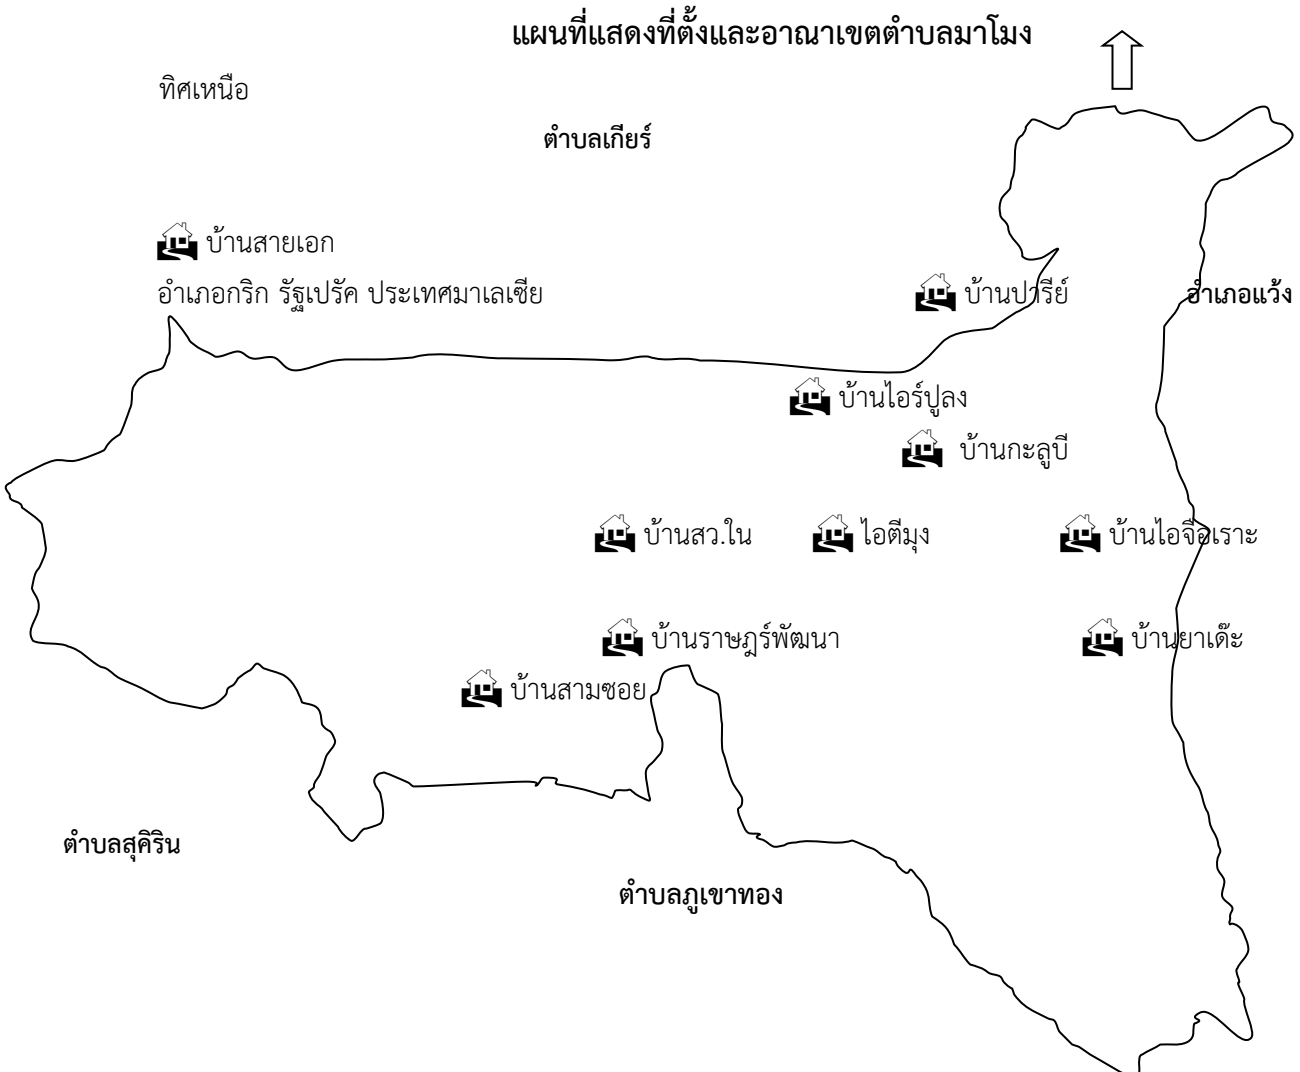 แผนที่แสดงที่ตั้งและอาณาเขตตำบลมาโมง
ทิศเหนือ
ตำบลเกียร์
บ้านสายเอก
อำเภอกริก รัฐเปรัค ประเทศมาเลเซีย
บ้านปารีย์
อำเภอแว้ง
บ้านไอร์ปูลง
บ้านกะลูบี
บ้านสว.ใน
ไอตีมุง
บ้านไอจือเราะ
บ้านราษฎร์พัฒนา
บ้านยาเด๊ะ
บ้านสามซอย
ตำบลสุคิริน
ตำบลภูเขาทอง